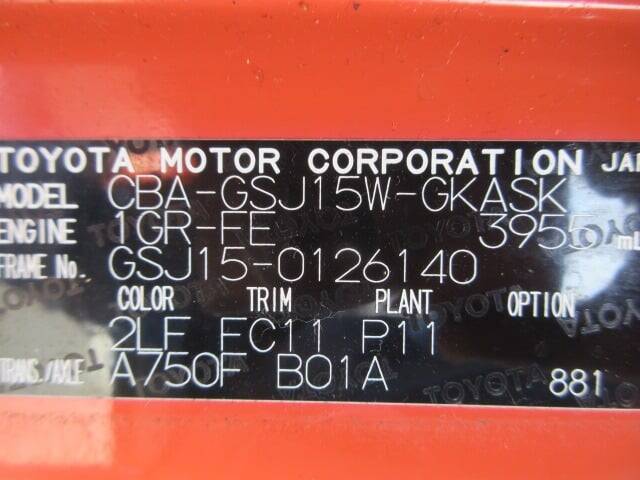 TOYOTA MOTOR CORPORATION JA
MODEL CBA-GSJ15W-GKASK
ENGINE 1GR-FE 3955 mL
FRAME No. GSJ15-0126140
COLOR TRIM PLANT OPTION
2LF FC11 P11
TRANS./AXLE A750F B01A 881